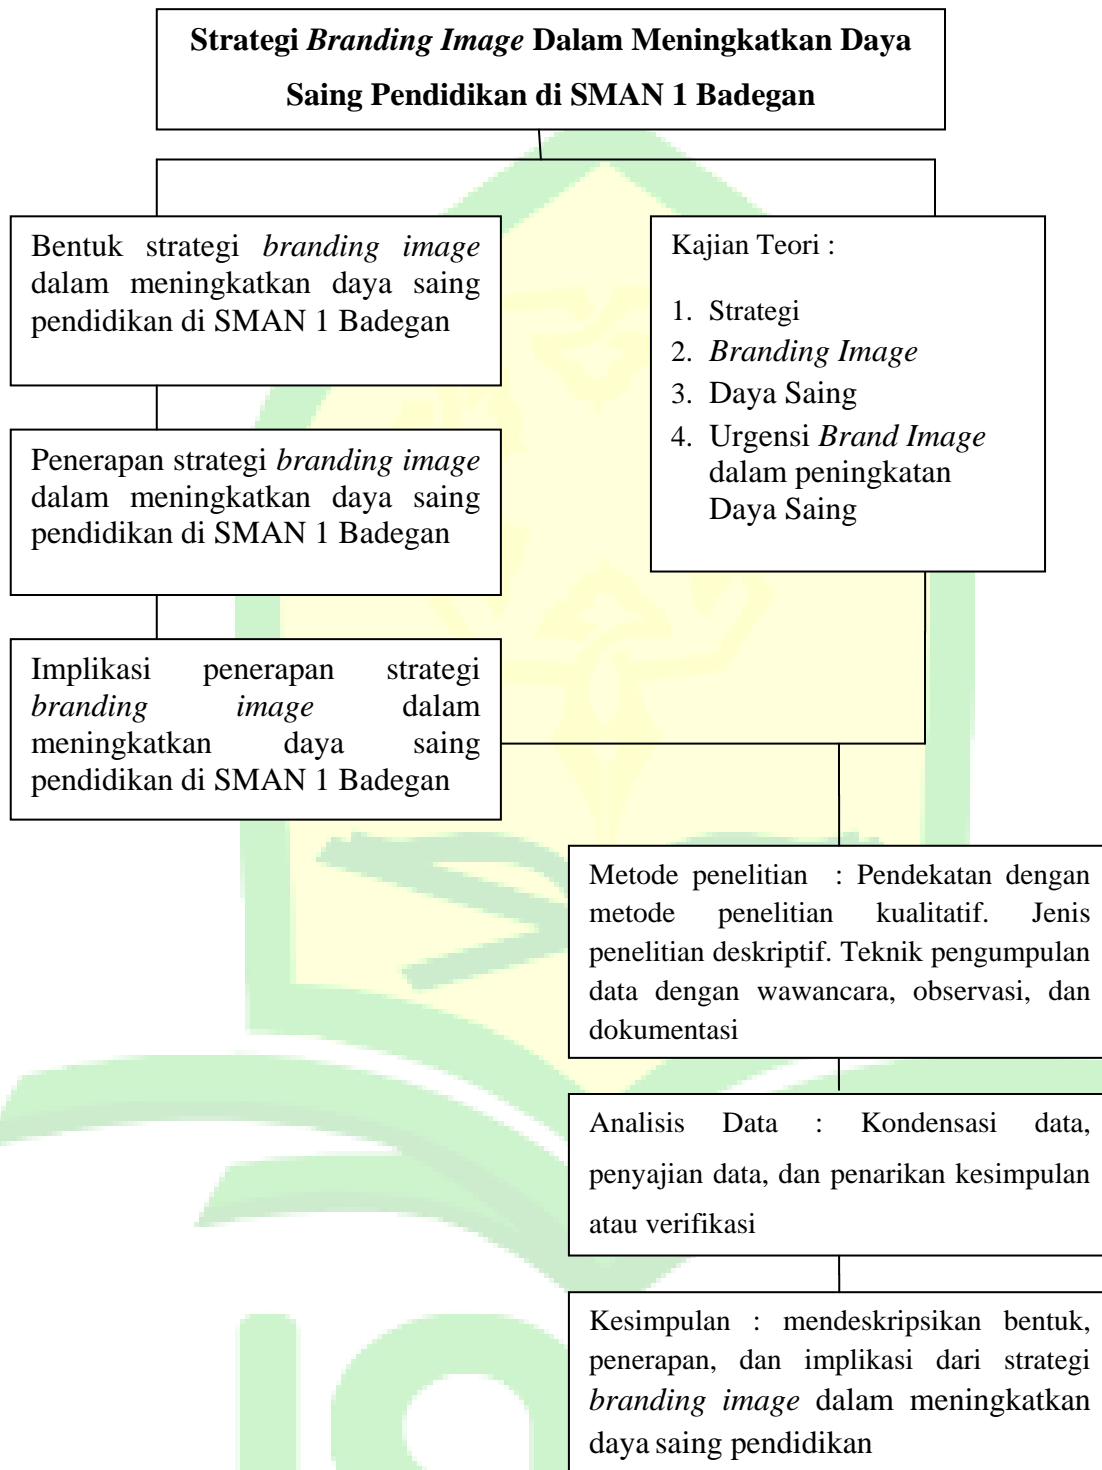 Strategi Branding Image Dalam Meningkatkan Daya
Saing Pendidikan di SMAN 1 Badegan
Bentuk strategi branding image
dalam meningkatkan daya saing
pendidikan di SMAN 1 Badegan
Penerapan strategi branding image
dalam meningkatkan daya saing
pendidikan di SMAN 1 Badegan
Implikasi penerapan strategi
branding image dalam
meningkatkan daya saing
pendidikan di SMAN 1 Badegan
Kajian Teori :
1. Strategi
2. Branding Image
3. Daya Saing
4. Urgensi Brand Image
dalam peningkatan
Daya Saing
Metode penelitian : Pendekatan dengan
metode penelitian kualitatif. Jenis
penelitian deskriptif. Teknik pengumpulan
data dengan wawancara, observasi, dan
dokumentasi
Analisis Data : Kondensasi data,
penyajian data, dan penarikan kesimpulan
atau verifikasi
Kesimpulan : mendeskripsikan bentuk,
penerapan, dan implikasi dari strategi
branding image dalam meningkatkan
daya saing pendidikan